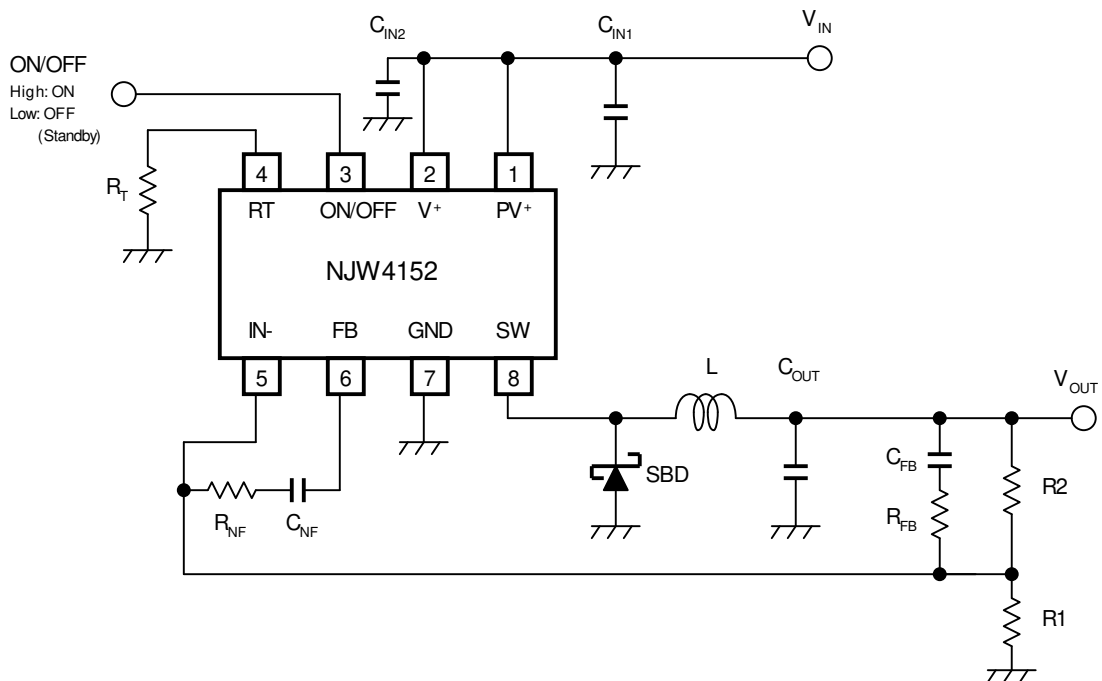 C_IN2
C_IN1
V_IN
ON/OFF
High: ON
Low: OFF
(Standby)
R_T
4
3
2
1
RT
ON/OFF
V+
PV+
NJW4152
IN-
FB
GND
SW
5
6
7
8
L
C_OUT
V_OUT
SBD
C_FB
R2
R_NF
C_NF
R_FB
R1